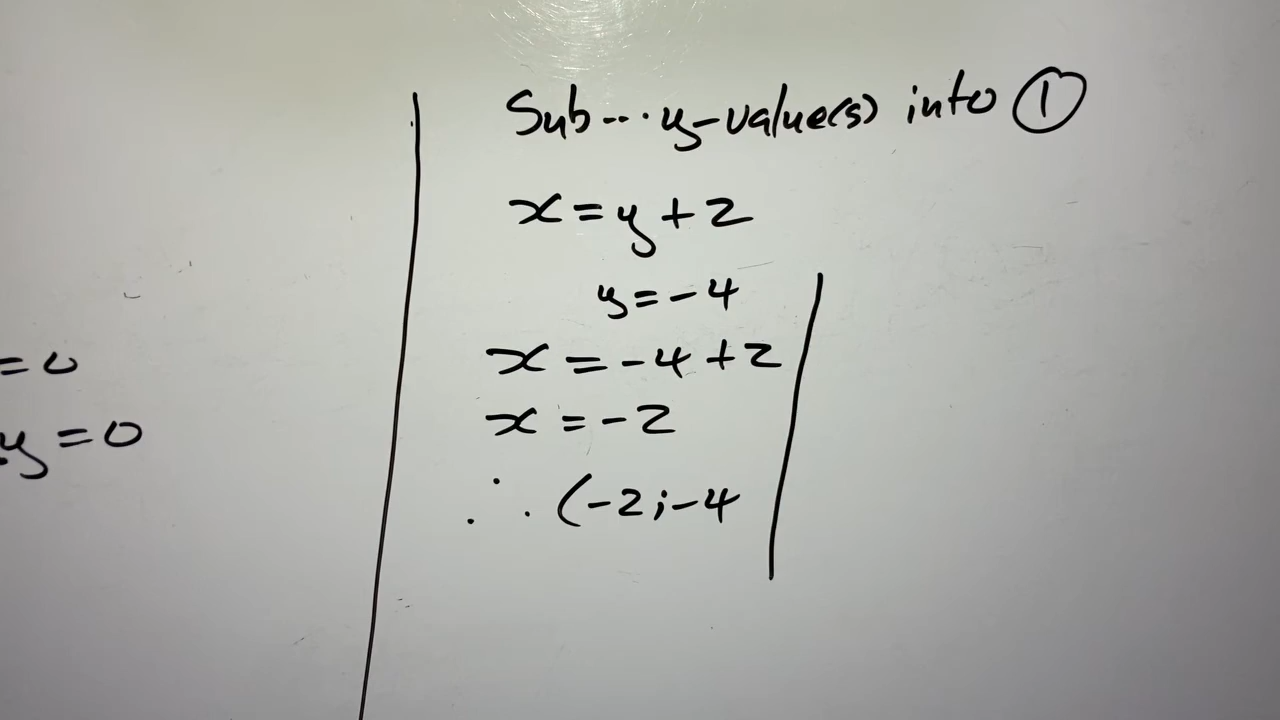 = 0
y = 0
Sub... y-value(s) into ①
x = y + 2
y = -4
x = -4 + 2
x = -2
∴ (-2;-4